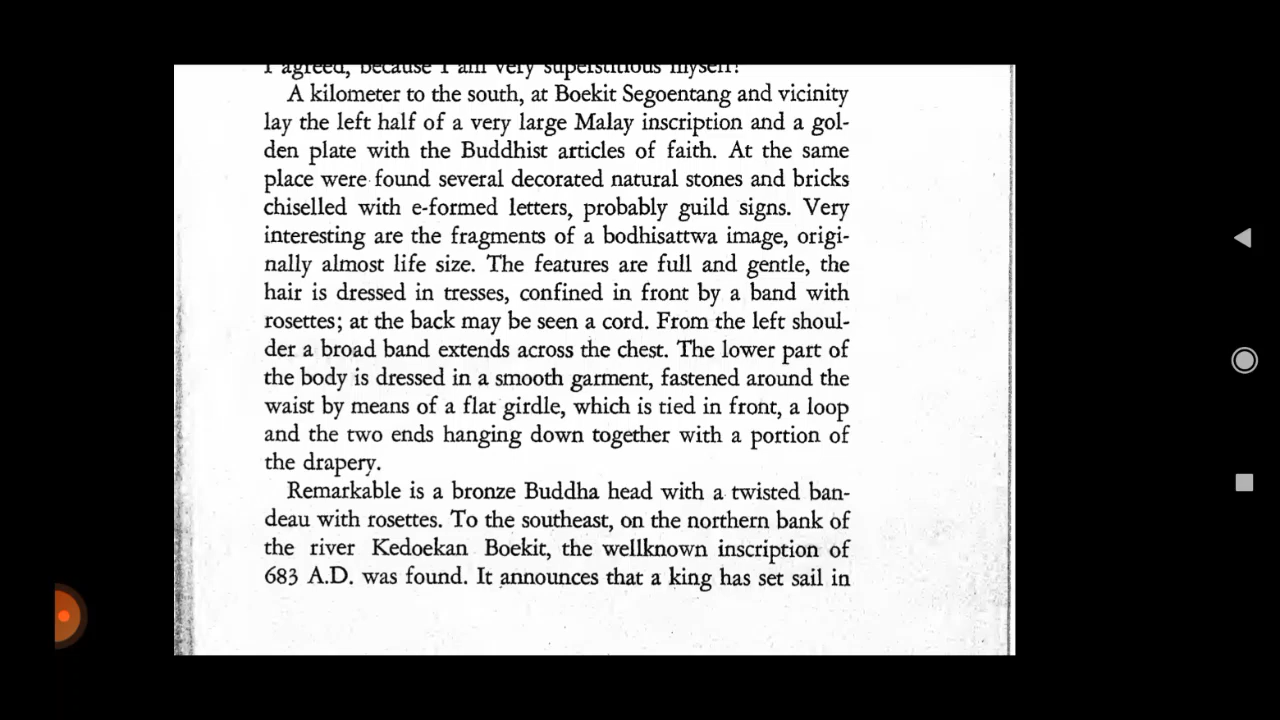 I agreed, because I am very superstitious myself!
A kilometer to the south, at Boekit Segoentang and vicinity
lay the left half of a very large Malay inscription and a gol-
den plate with the Buddhist articles of faith. At the same
place were found several decorated natural stones and bricks
chiselled with e-formed letters, probably guild signs. Very
interesting are the fragments of a bodhisattwa image, origi-
nally almost life size. The features are full and gentle, the
hair is dressed in tresses, confined in front by a band with
rosettes; at the back may be seen a cord. From the left shoul-
der a broad band extends across the chest. The lower part of
the body is dressed in a smooth garment, fastened around the
waist by means of a flat girdle, which is tied in front, a loop
and the two ends hanging down together with a portion of
the drapery.
Remarkable is a bronze Buddha head with a twisted ban-
deau with rosettes. To the southeast, on the northern bank of
the river Kedoekan Boekit, the wellknown inscription of
683 A.D. was found. It announces that a king has set sail in